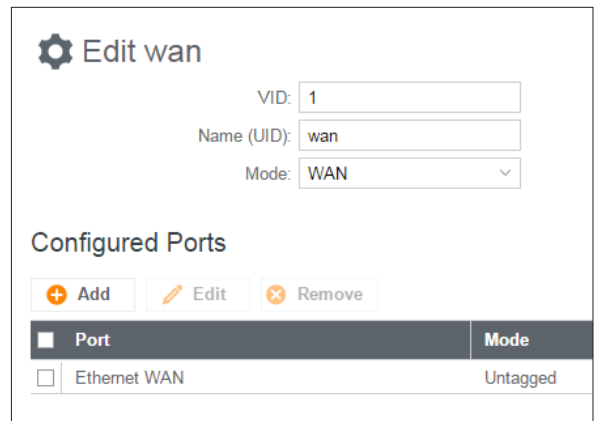 Edit wan
VID: 1
Name (UID): wan
Mode: WAN
Configured Ports
Add Edit Remove
Port Mode
Ethernet WAN Untagged